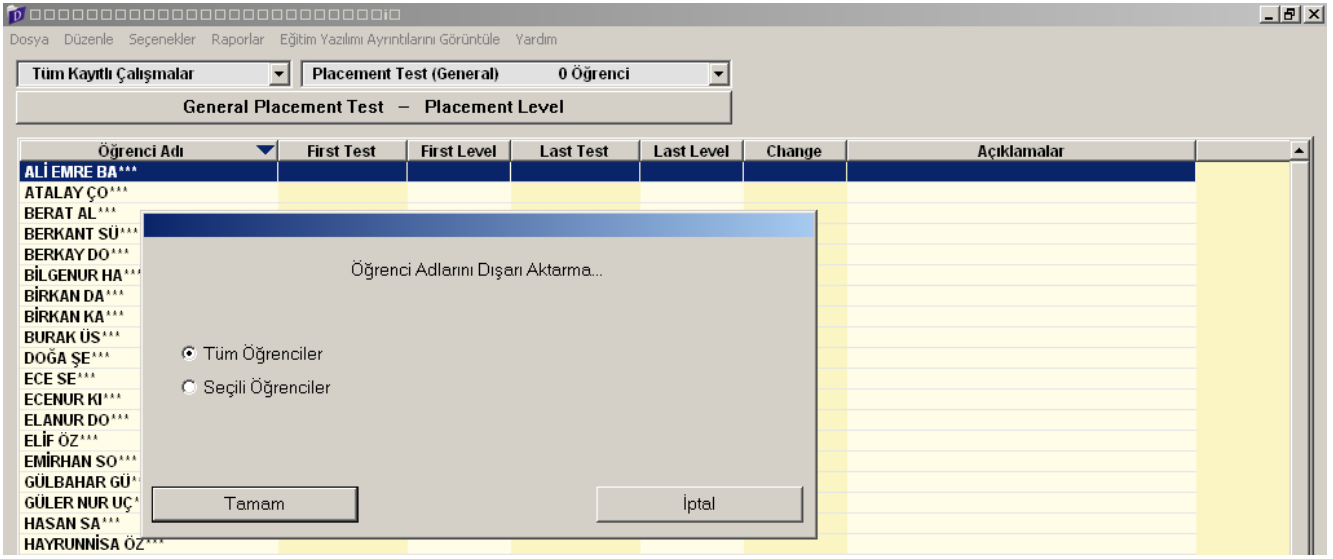 Dosya Düzenle Seçenekler Raporlar Eğitim Yazılımı Ayrıntılarını Görüntüle Yardım
Tüm Kayıtlı Çalışmalar Placement Test (General) 0 Öğrenci
General Placement Test – Placement Level
Öğrenci Adı First Test First Level Last Test Last Level Change Açıklamalar
ALİ EMRE BA***
ATALAY ÇO***
BERAT AL***
BERKANT SÜ***
BERKAY DO***
BİLGENUR HA***
BİRKAN DA***
BİRKAN KA***
BURAK ÜS***
DOĞA ŞE***
ECE SE***
ECENUR KI***
ELANUR DO***
ELİF ÖZ***
EMİRHAN SO***
GÜLBAHAR GÜ*
GÜLER NUR UÇ*
HASAN SA***
HAYRUNNİSA ÖZ***
Öğrenci Adlarını Dışarı Aktarma...
Tüm Öğrenciler
Seçili Öğrenciler
Tamam İptal